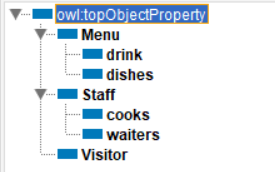 owl:topObjectProperty
Menu
drink
dishes
Staff
cooks
waiters
Visitor